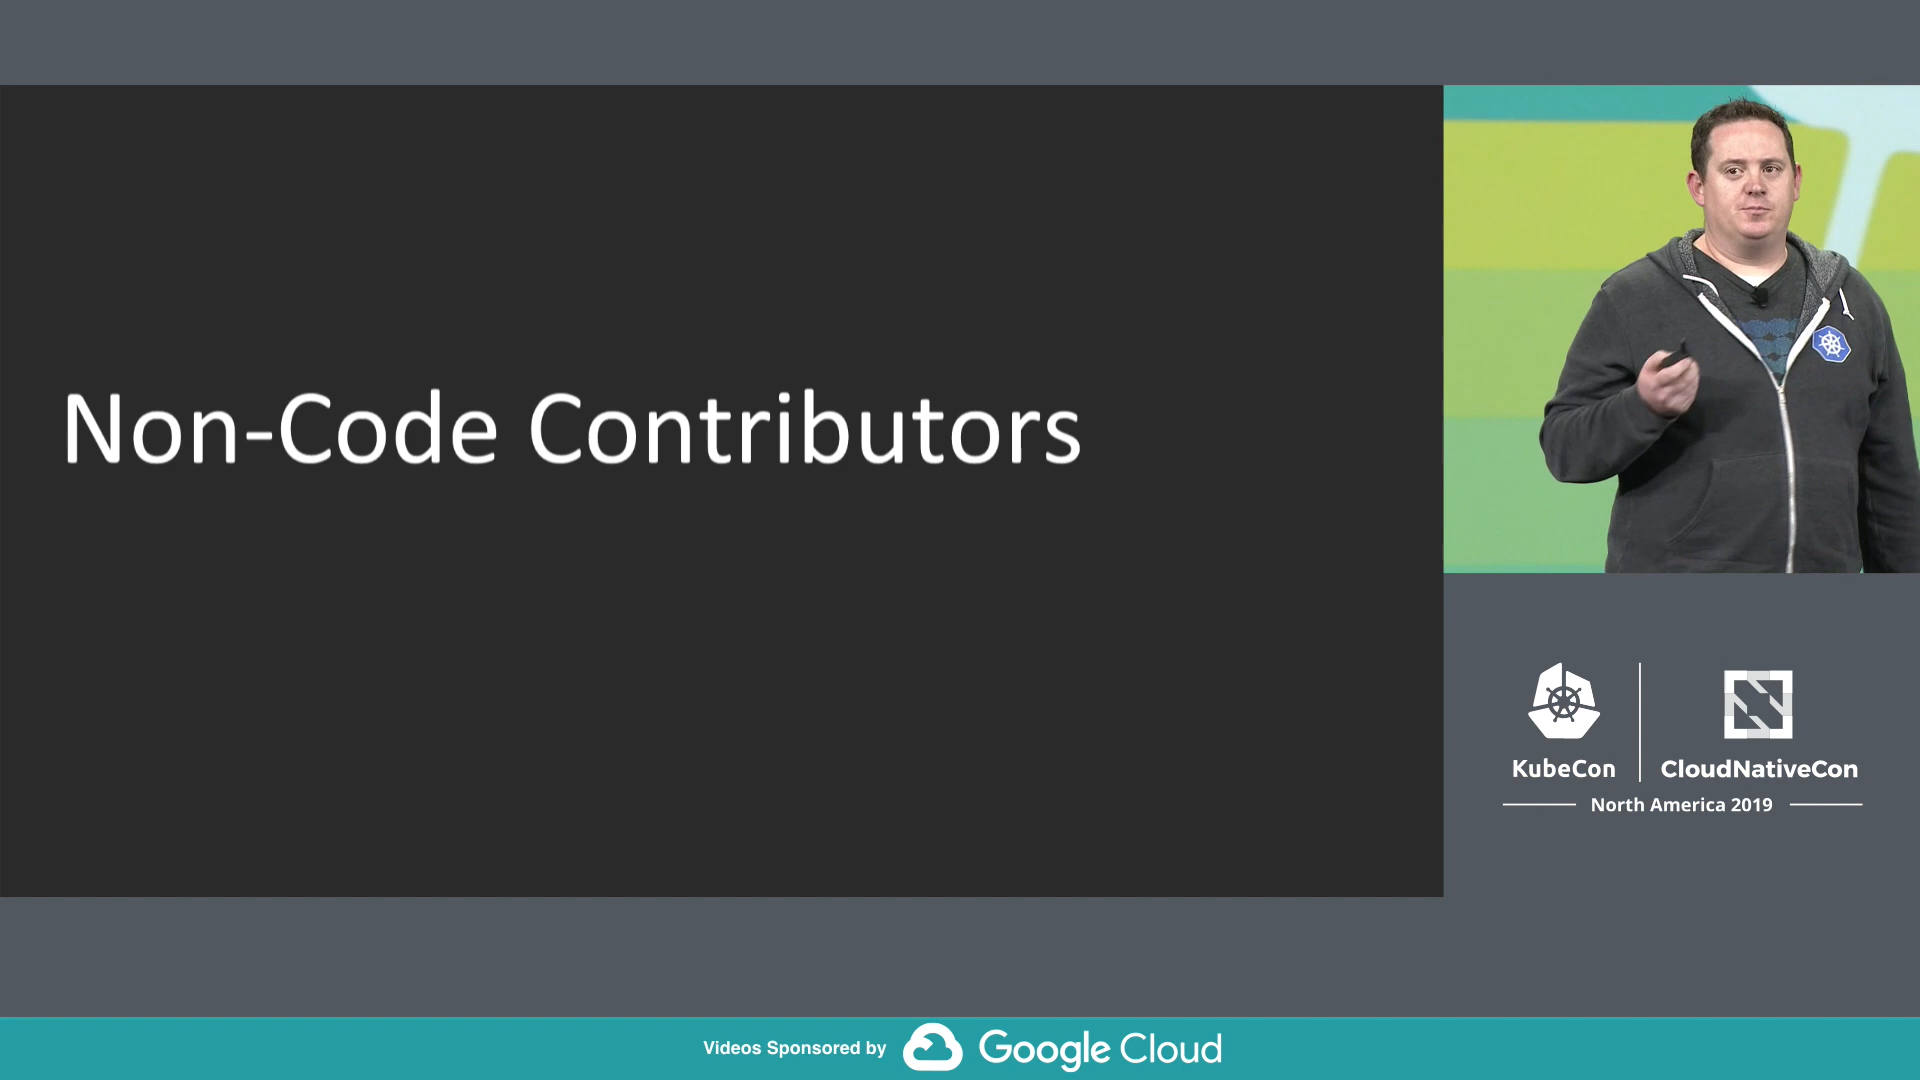 Non-Code Contributors
KubeCon
CloudNativeCon
North America 2019
Videos Sponsored by
Google Cloud